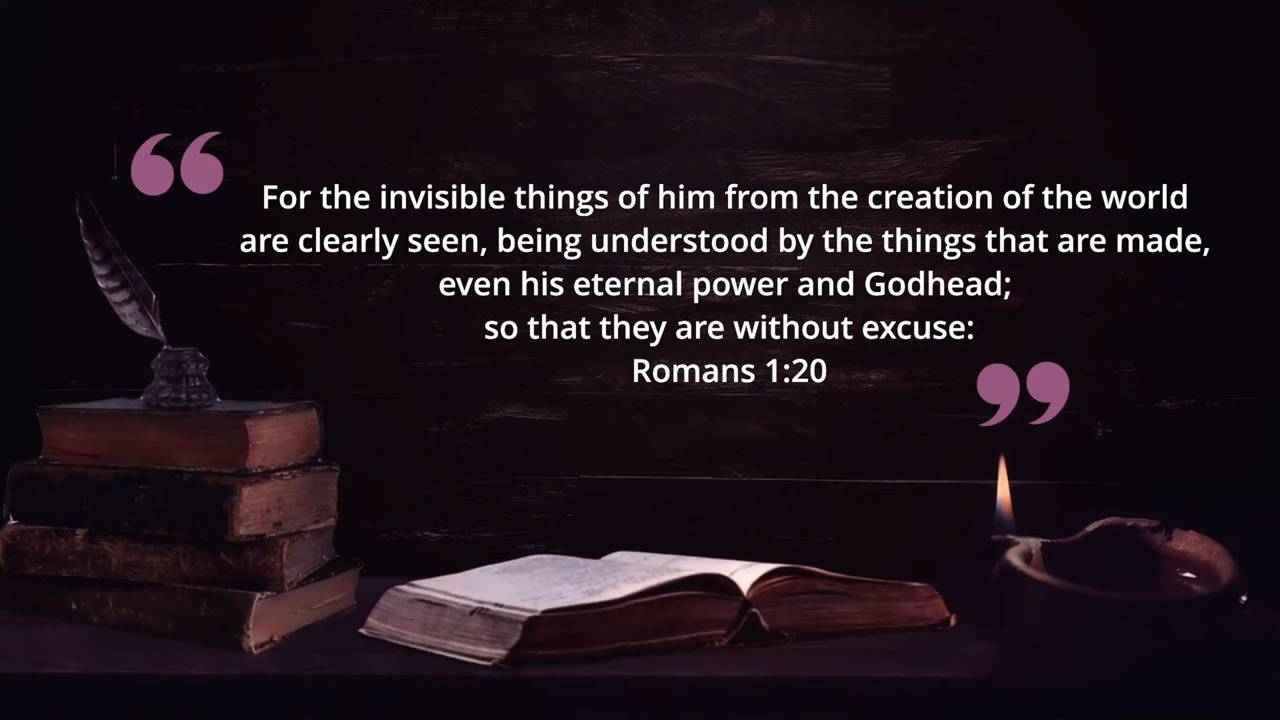 “ For the invisible things of him from the creation of the world
are clearly seen, being understood by the things that are made,
even his eternal power and Godhead;
so that they are without excuse:
Romans 1:20 ”